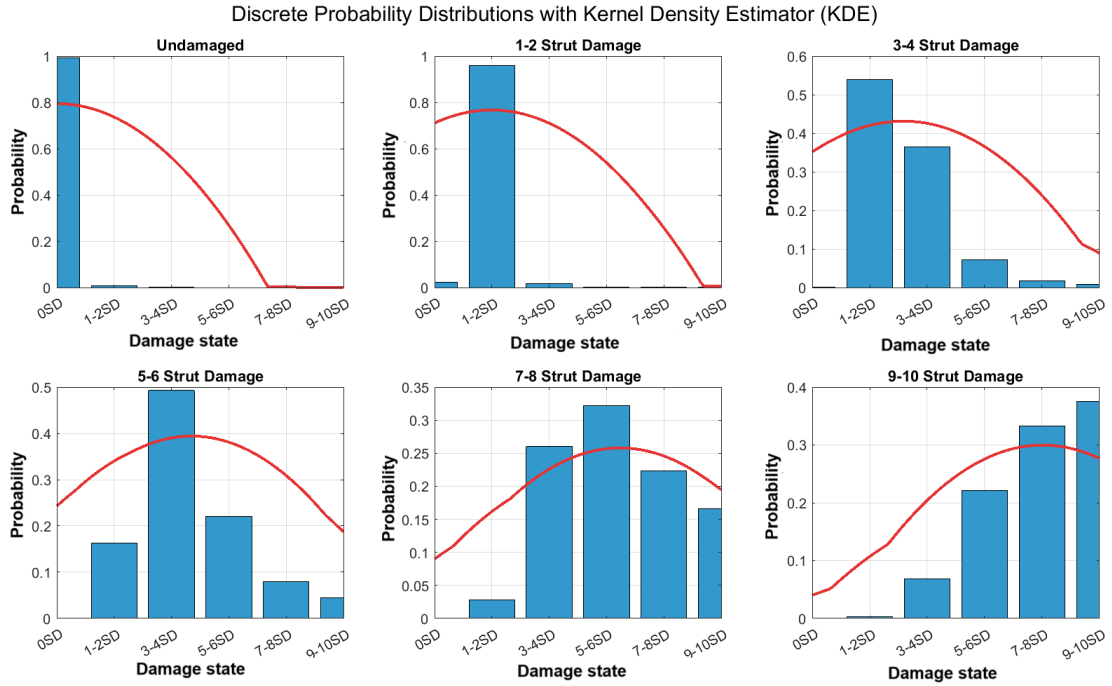 Discrete Probability Distributions with Kernel Density Estimator (KDE)
Undamaged
1
0.8
0.6
0.4
0.2
0
Probability
0SD
1-2SD
3-4SD
5-6SD
7-8SD
9-10SD
Damage state
1-2 Strut Damage
1
0.8
0.6
0.4
0.2
0
Probability
0SD
1-2SD
3-4SD
5-6SD
7-8SD
9-10SD
Damage state
3-4 Strut Damage
0.6
0.5
0.4
0.3
0.2
0.1
0
Probability
0SD
1-2SD
3-4SD
5-6SD
7-8SD
9-10SD
Damage state
5-6 Strut Damage
0.5
0.4
0.3
0.2
0.1
0
Probability
0SD
1-2SD
3-4SD
5-6SD
7-8SD
9-10SD
Damage state
7-8 Strut Damage
0.35
0.3
0.25
0.2
0.15
0.1
0.05
0
Probability
0SD
1-2SD
3-4SD
5-6SD
7-8SD
9-10SD
Damage state
9-10 Strut Damage
0.4
0.3
0.2
0.1
0
Probability
0SD
1-2SD
3-4SD
5-6SD
7-8SD
9-10SD
Damage state